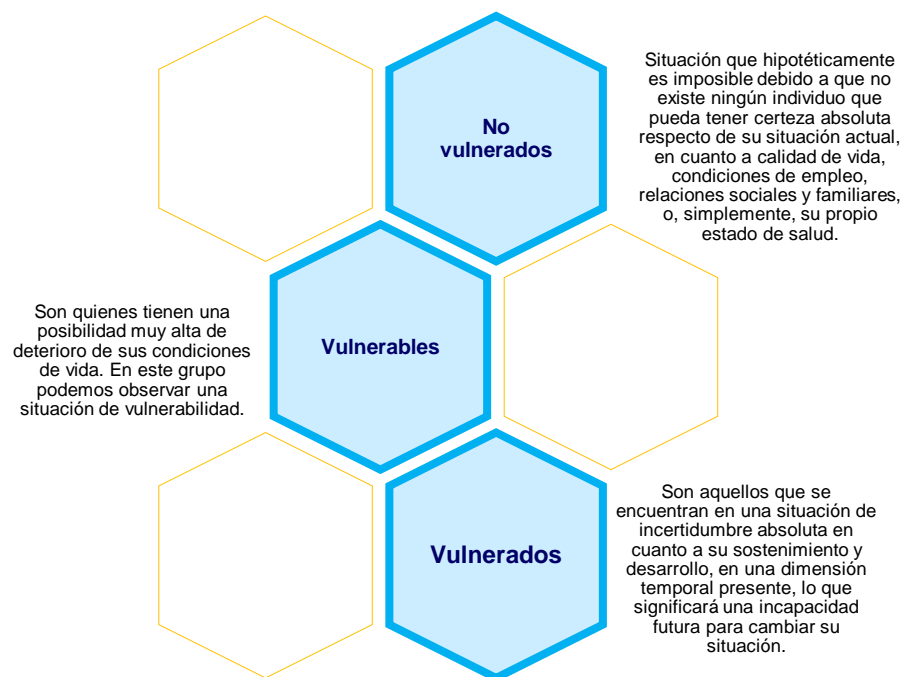 No
vulnerados
Situación que hipotéticamente
es imposible debido a que no
existe ningún individuo que
pueda tener certeza absoluta
respecto de su situación actual,
en cuanto a calidad de vida,
condiciones de empleo,
relaciones sociales y familiares,
o, simplemente, su propio
estado de salud.
Son quienes tienen una
posibilidad muy alta de
deterioro de sus condiciones
de vida. En este grupo
podemos observar una
situación de vulnerabilidad.
Vulnerables
Vulnerados
Son aquellos que se
encuentran en una situación de
incertidumbre absoluta en
cuanto a su sostenimiento y
desarrollo, en una dimensión
temporal presente, lo que
significará una incapacidad
futura para cambiar su
situación.